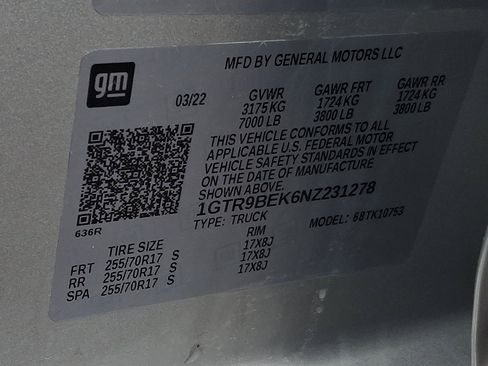 MFD BY GENERAL MOTORS LLC
gm
03/22
GVWR GAWR FRT GAWR RR
3175KG 1724KG 1724KG
7000 LB 3800 LB 3800 LB
THIS VEHICLE CONFORMS TO ALL
APPLICABLE U.S. FEDERAL MOTOR
VEHICLE SAFETY STANDARDS IN EFFECT
ON THE DATE OF MANUFACTURE
SHOWN ABOVE.
1GTR9BEK6NZ231278
636R
TYPE: TRUCK MODEL: 6BTK10753
TIRE SIZE RIM
FRT 255/70R17 S 17X8J
RR 255/70R17 S 17X8J
SPA 255/70R17 S 17X8J